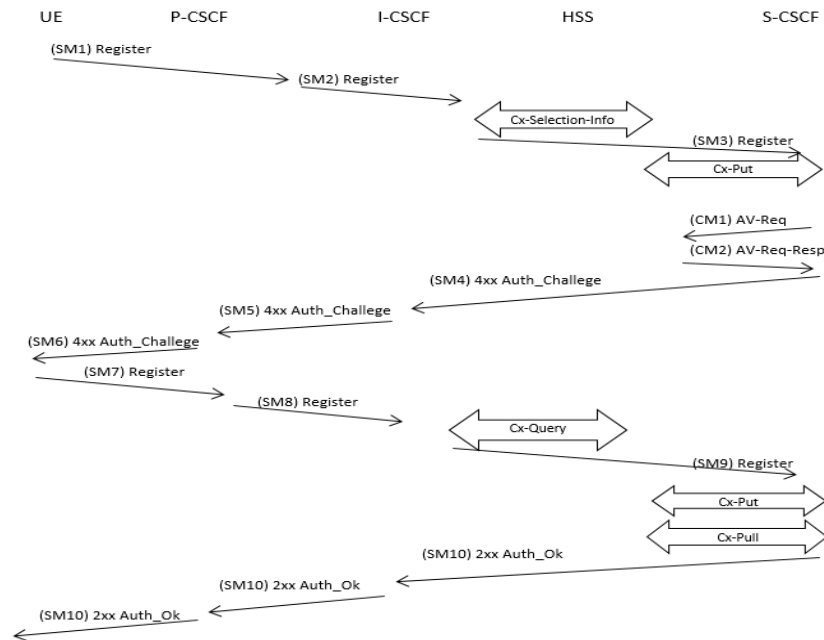 UE P-CSCF I-CSCF HSS S-CSCF
(SM1) Register
(SM2) Register
Cx-Selection-Info
(SM3) Register
Cx-Put
(CM1) AV-Req
(CM2) AV-Req-Resp
(SM4) 4xx Auth_Challege
(SM5) 4xx Auth_Challege
(SM6) 4xx Auth_Challege
(SM7) Register
(SM8) Register
Cx-Query
(SM9) Register
Cx-Put
Cx-Pull
(SM10) 2xx Auth_Ok
(SM10) 2xx Auth_Ok
(SM10) 2xx Auth_Ok